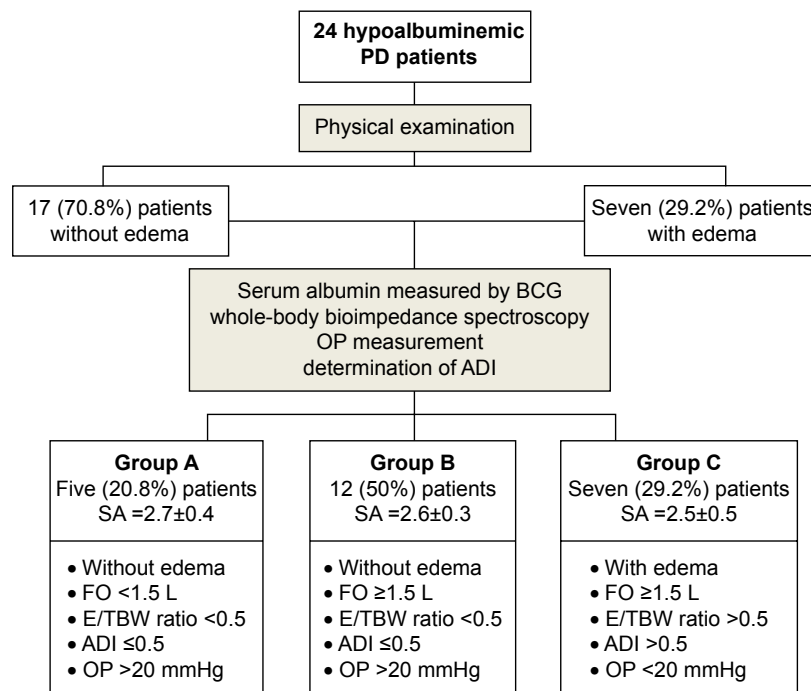 24 hypoalbuminemic
PD patients
Physical examination
17 (70.8%) patients
without edema
Seven (29.2%) patients
with edema
Serum albumin measured by BCG
whole-body bioimpedance spectroscopy
OP measurement
determination of ADI
Group A
Five (20.8%) patients
SA =2.7±0.4
• Without edema
• FO <1.5 L
• E/TBW ratio <0.5
• ADI ≤0.5
• OP >20 mmHg
Group B
12 (50%) patients
SA =2.6±0.3
• Without edema
• FO ≥1.5 L
• E/TBW ratio <0.5
• ADI ≤0.5
• OP >20 mmHg
Group C
Seven (29.2%) patients
SA =2.5±0.5
• With edema
• FO ≥1.5 L
• E/TBW ratio >0.5
• ADI >0.5
• OP <20 mmHg